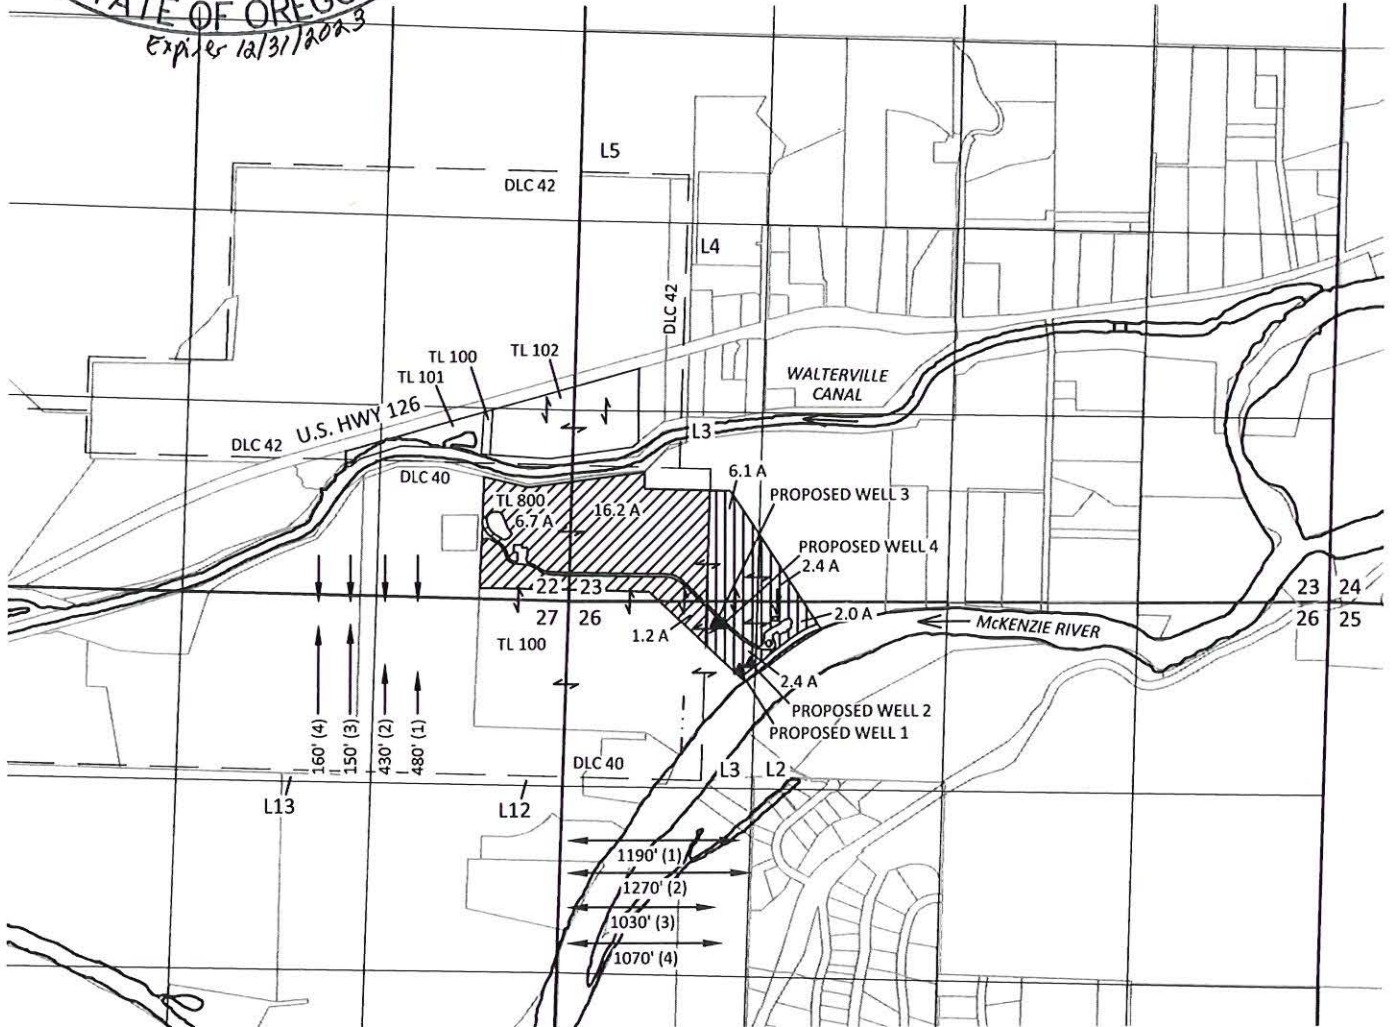 STATE OF OREGO
Expires 12/31/2023
L5
DLC 42
L4
DLC 42
TL 102
TL 100
TL 101
WALTERVILLE
CANAL
U.S. HWY 126
DLC 42
L3
DLC 40
6.1 A
PROPOSED WELL 3
TL 800
6.7 A
16.2 A
PROPOSED WELL 4
2.4 A
22 23
27 26
23 24
26 25
1.2 A
2.0 A
McKENZIE RIVER
TL 100
2.4 A
PROPOSED WELL 2
PROPOSED WELL 1
160' (4)
150' (3)
430' (2)
480' (1)
DLC 40
L3
L2
L13
L12
1190' (1)
1270' (2)
1030' (3)
1070' (4)